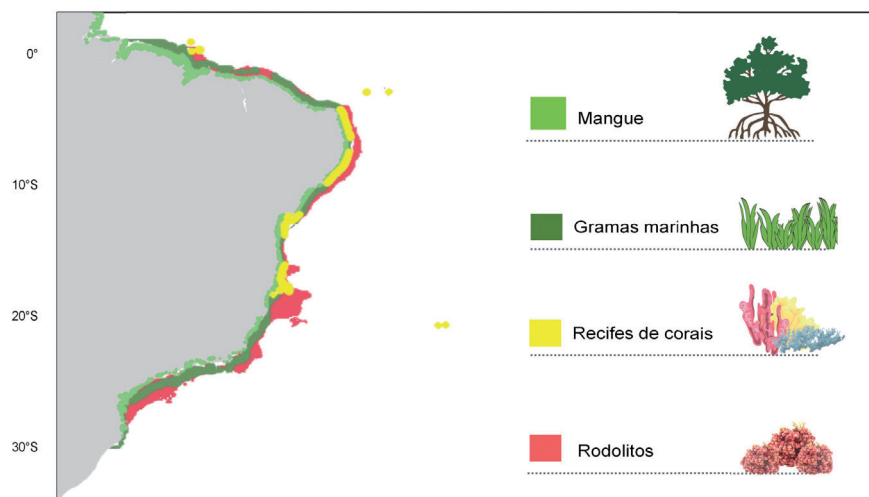 0°
10°S
20°S
30°S
Mangue
Gramas marinhas
Recifes de corais
Rodolitos